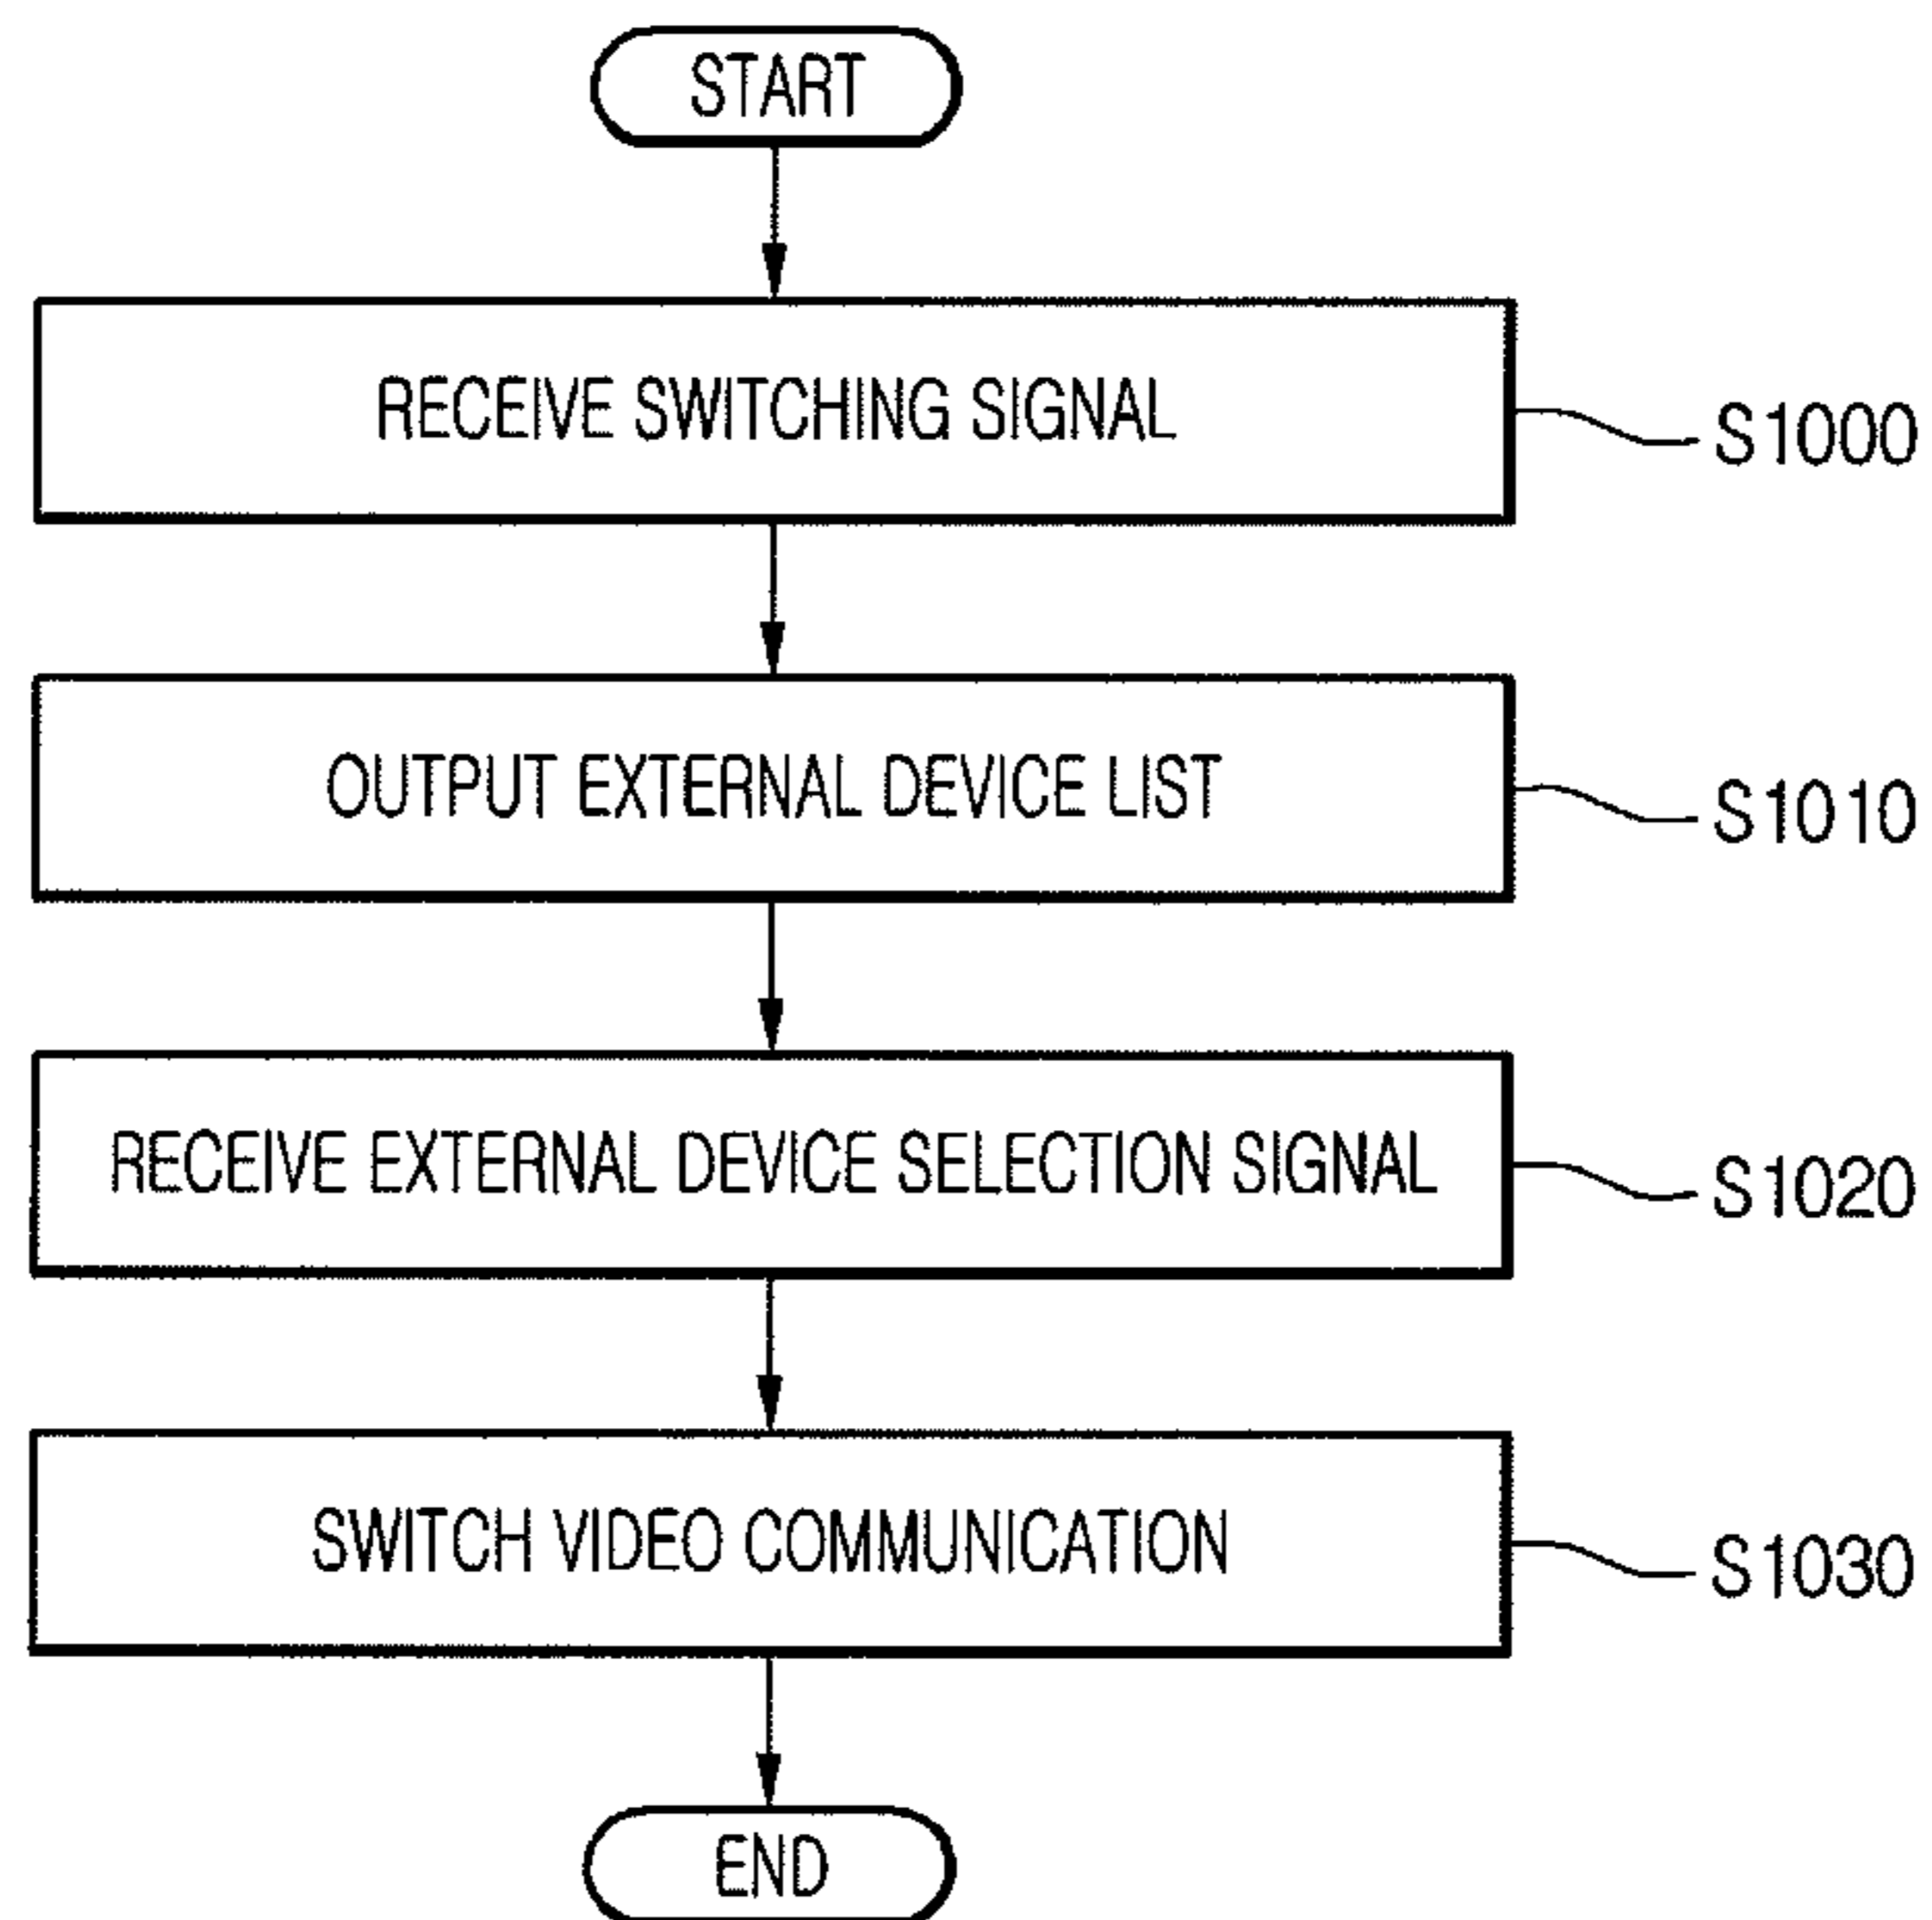 START
RECEIVE SWITCHING SIGNAL
S1000
OUTPUT EXTERNAL DEVICE LIST
S1010
RECEIVE EXTERNAL DEVICE SELECTION SIGNAL
S1020
SWITCH VIDEO COMMUNICATION
S1030
END